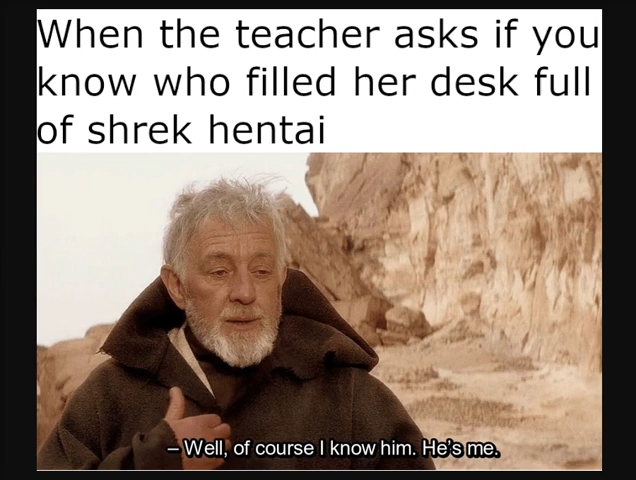 When the teacher asks if you
know who filled her desk full
of shrek hentai
– Well, of course I know him. He's me.